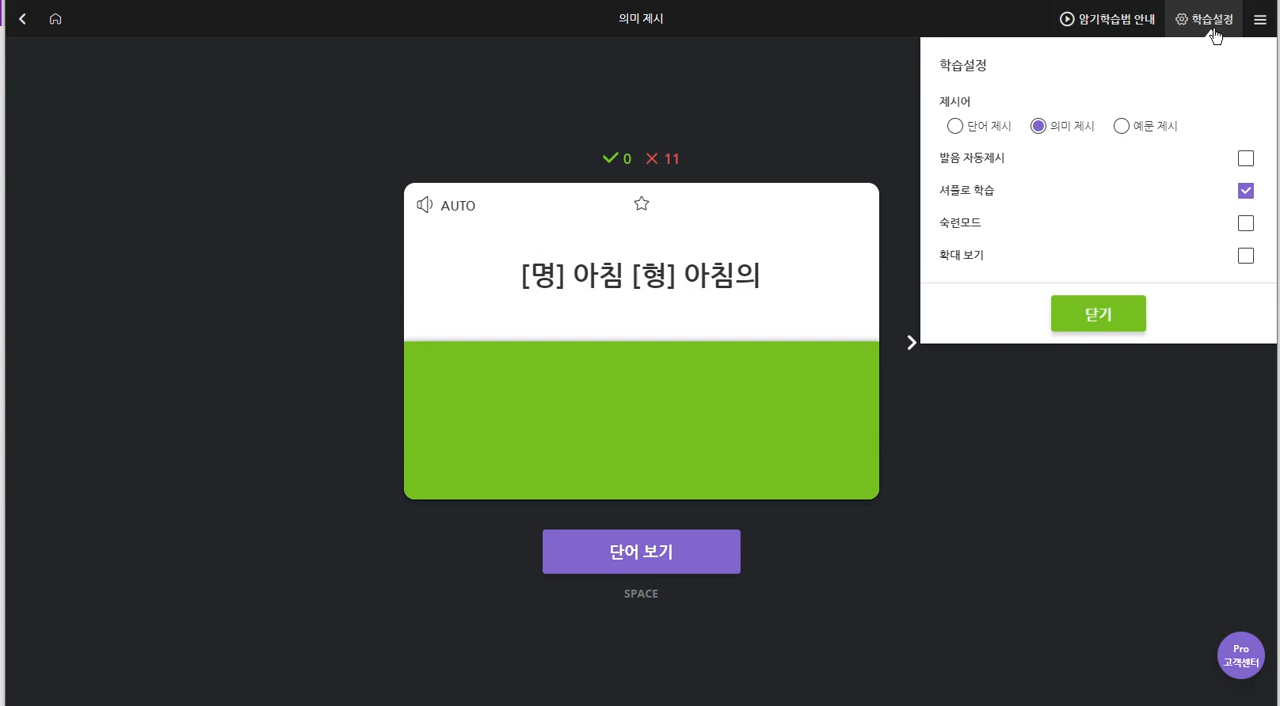 의미 제시
암기학습법 안내
학습설정
학습설정
제시어
단어 제시 의미 제시 예문 제시
발음 자동제시
셔플로 학습
숙련모드
확대 보기
닫기
0 11
AUTO
[명] 아침 [형] 아침의
단어 보기
SPACE
Pro
고객센터